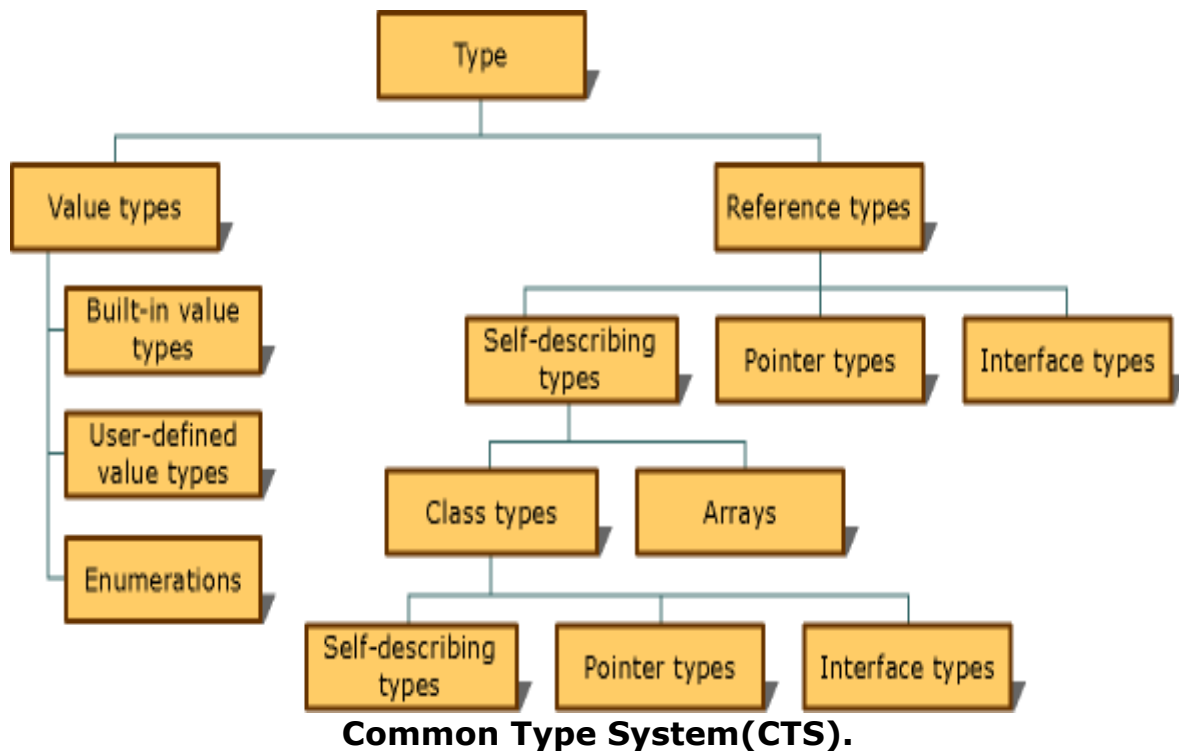 Type
Value types
Reference types
Built-in value
types
User-defined
value types
Enumerations
Self-describing
types
Pointer types
Interface types
Class types
Arrays
Self-describing
types
Pointer types
Interface types
Common Type System(CTS).